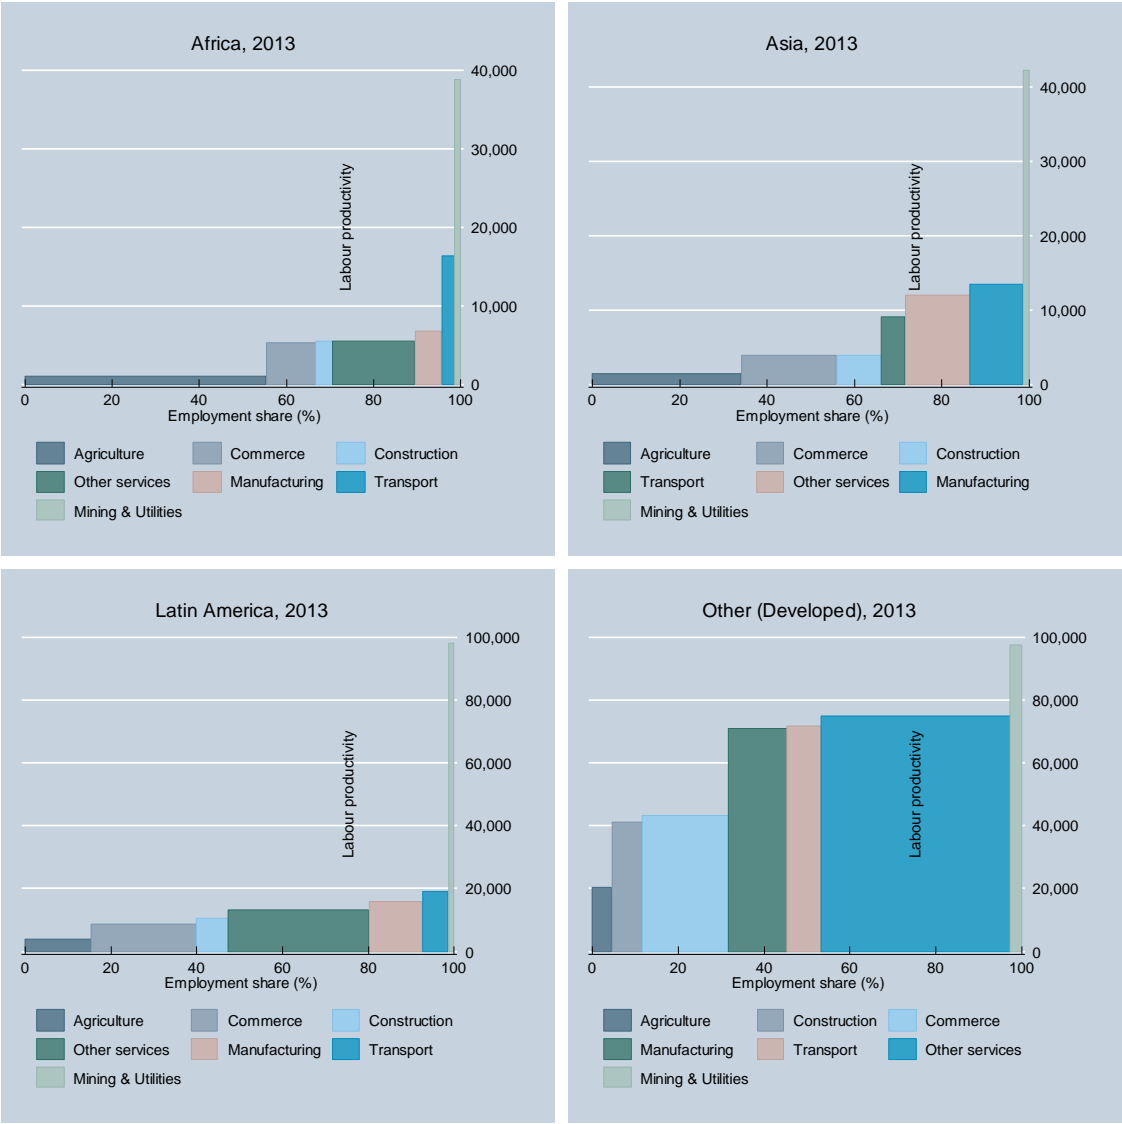 Africa, 2013
40,000
30,000
20,000
10,000
0
Labour productivity
0 20 40 60 80 100
Employment share (%)
Agriculture Commerce Construction
Other services Manufacturing Transport
Mining & Utilities
Asia, 2013
40,000
30,000
20,000
10,000
0
Labour productivity
0 20 40 60 80 100
Employment share (%)
Agriculture Commerce Construction
Transport Other services Manufacturing
Mining & Utilities
Latin America, 2013
100,000
80,000
60,000
40,000
20,000
0
Labour productivity
0 20 40 60 80 100
Employment share (%)
Agriculture Commerce Construction
Other services Manufacturing Transport
Mining & Utilities
Other (Developed), 2013
100,000
80,000
60,000
40,000
20,000
0
Labour productivity
0 20 40 60 80 100
Employment share (%)
Agriculture Construction Commerce
Manufacturing Transport Other services
Mining & Utilities